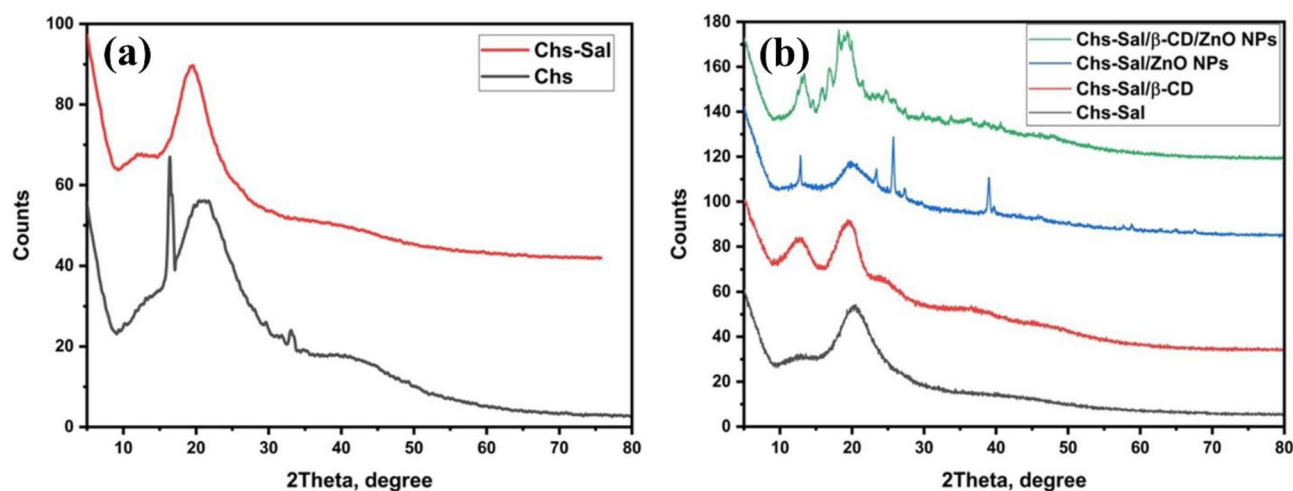 (a)
Chs-Sal
Chs
Counts
100
80
60
40
20
0
10 20 30 40 50 60 70 80
2Theta, degree
(b)
Chs-Sal/β-CD/ZnO NPs
Chs-Sal/ZnO NPs
Chs-Sal/β-CD
Chs-Sal
Counts
180
160
140
120
100
80
60
40
20
0
10 20 30 40 50 60 70 80
2Theta, degree